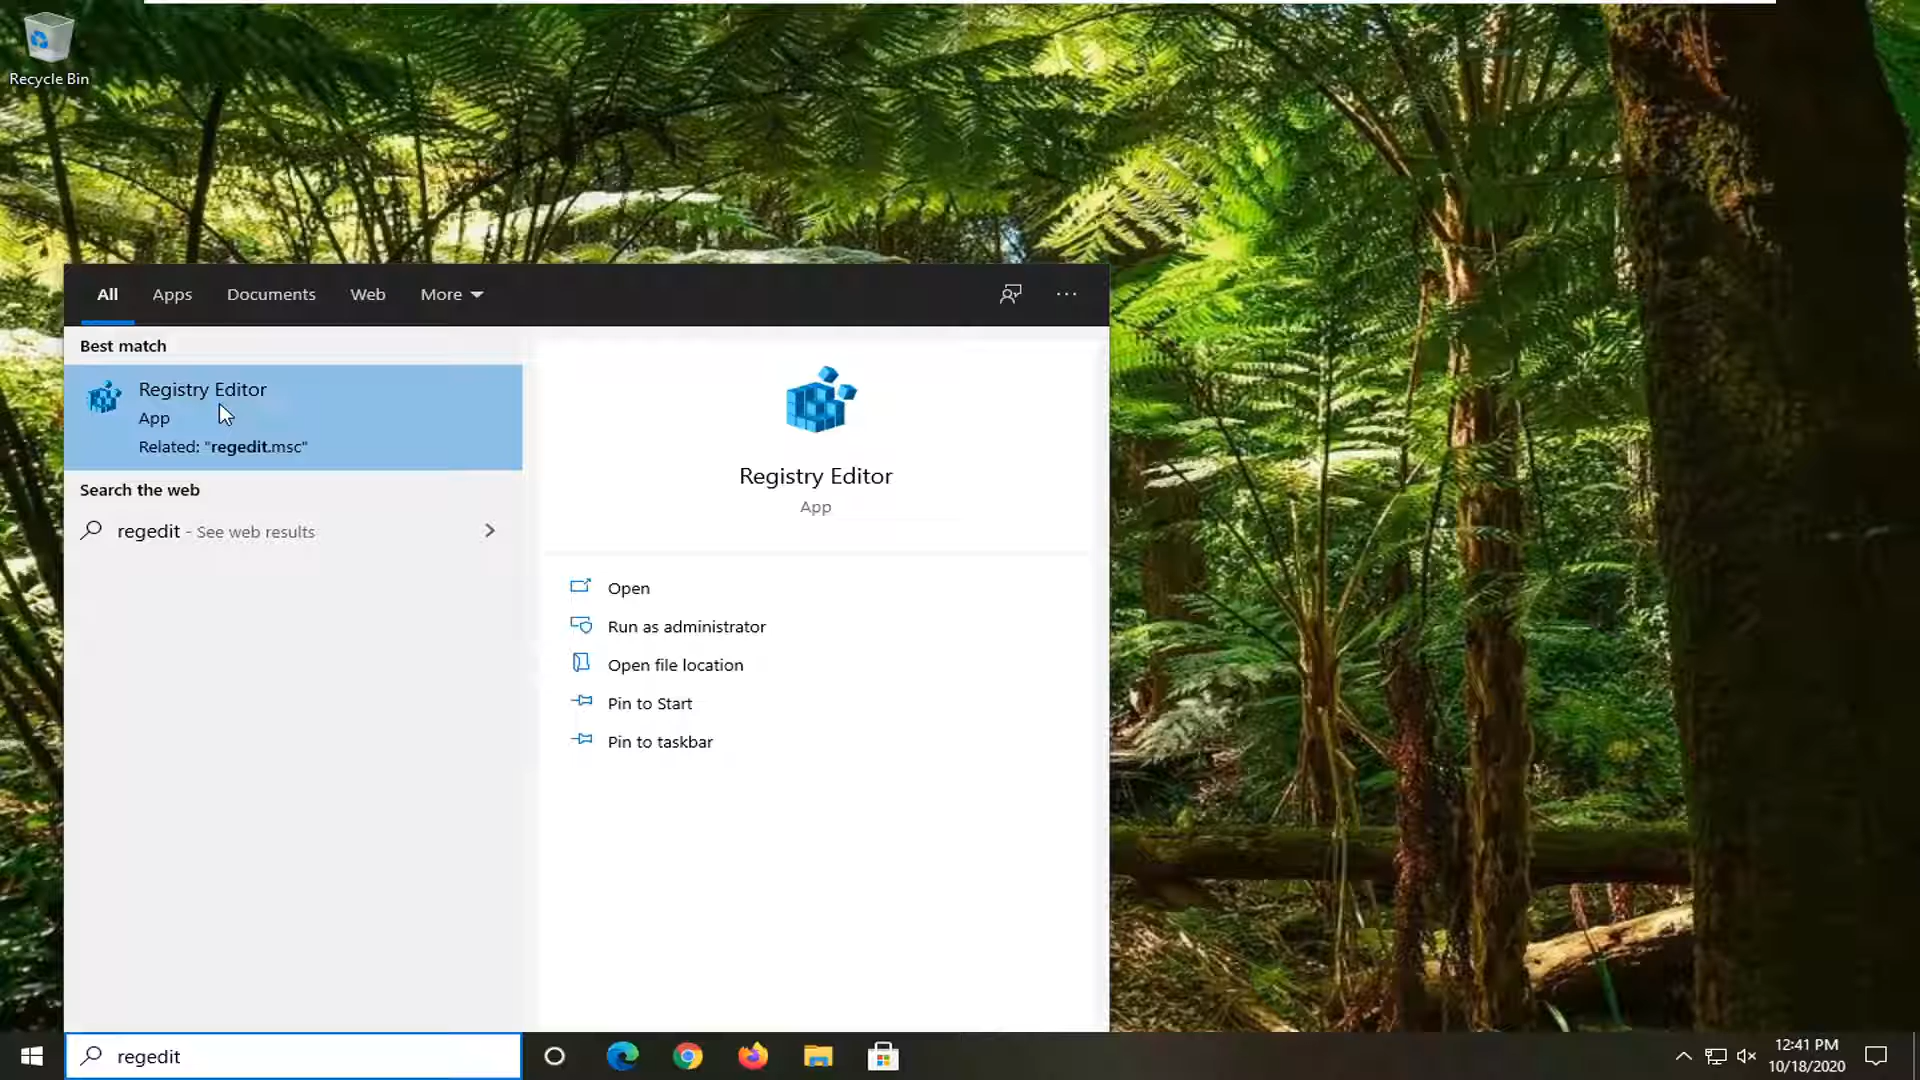 Recycle Bin
All
Apps
Documents
Web
More
Best match
Registry Editor
App
Related: "regedit.msc"
Search the web
regedit - See web results
Registry Editor
App
Open
Run as administrator
Open file location
Pin to Start
Pin to taskbar
regedit
12:41 PM
10/18/2020